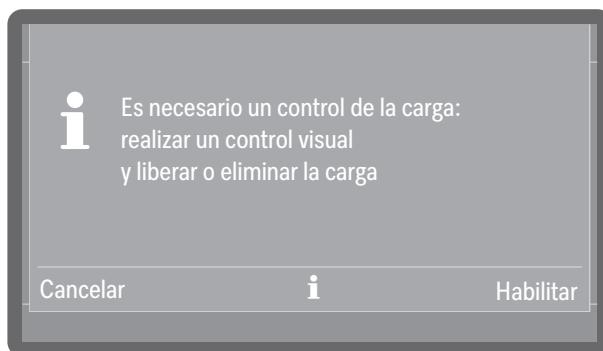 Es necesario un control de la carga:
realizar un control visual
y liberar o eliminar la carga
Cancelar i Habilitar